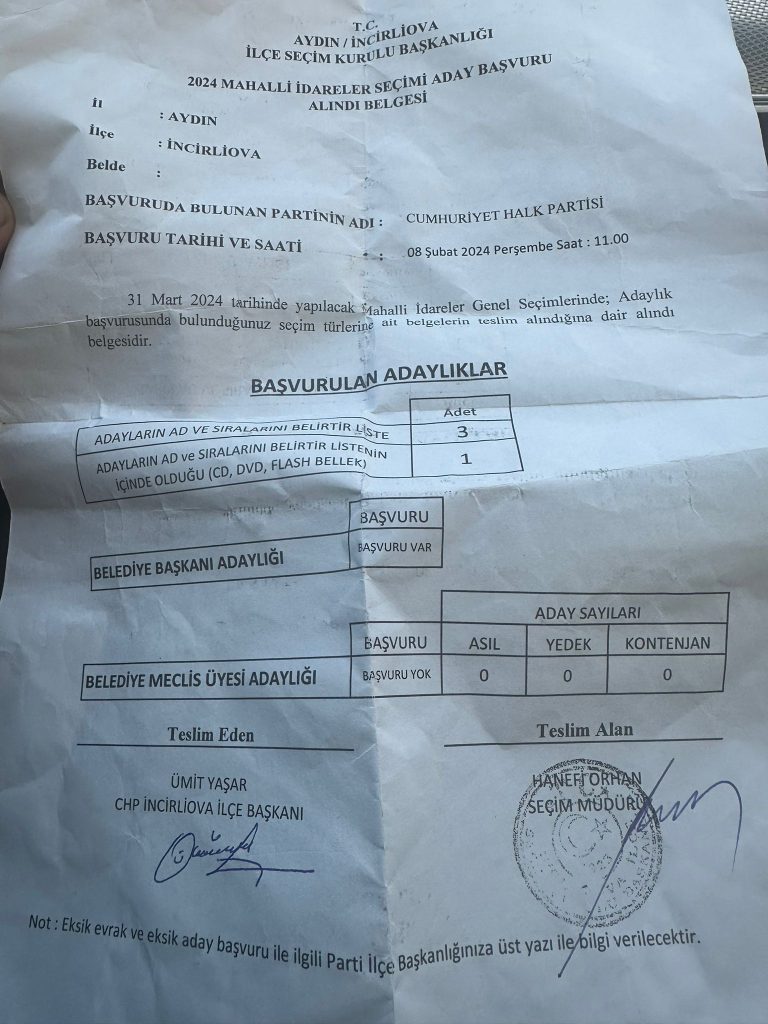 T.C.
AYDIN / İNCİRLİOVA
İLÇE SEÇİM KURULU BAŞKANLIĞI
2024 MAHALLİ İDARELER SEÇİMİ ADAY BAŞVURU
ALINDI BELGESİ
İl : AYDIN
İlçe : İNCİRLİOVA
Belde :
BAŞVURUDA BULUNAN PARTİNİN ADI : CUMHURİYET HALK PARTİSİ
BAŞVURU TARİHİ VE SAATİ : 08 Şubat 2024 Perşembe Saat : 11.00
31 Mart 2024 tarihinde yapılacak Mahalli İdareler Genel Seçimlerinde; Adaylık
başvurusunda bulunduğunuz seçim türlerine ait belgelerin teslim alındığına dair alındı
belgesidir.
BAŞVURULAN ADAYLIKLAR
Adet
ADAYLARIN AD VE SIRALARINI BELİRTİR LİSTE 3
ADAYLARIN AD ve SIRALARINI BELİRTİR LİSTENİN
İÇİNDE OLDUĞU (CD, DVD, FLASH BELLEK) 1
BAŞVURU
BELEDİYE BAŞKANI ADAYLIĞI BAŞVURU VAR
ADAY SAYILARI
BAŞVURU ASIL YEDEK KONTENJAN
BELEDİYE MECLİS ÜYESİ ADAYLIĞI BAŞVURU YOK 0 0 0
Teslim Eden Teslim Alan
ÜMİT YAŞAR HANEFİ ORHAN
CHP İNCİRLİOVA İLÇE BAŞKANI SEÇİM MÜDÜRÜ
Not : Eksik evrak ve eksik aday başvuru ile ilgili Parti İlçe Başkanlığınıza üst yazı ile bilgi verilecektir.